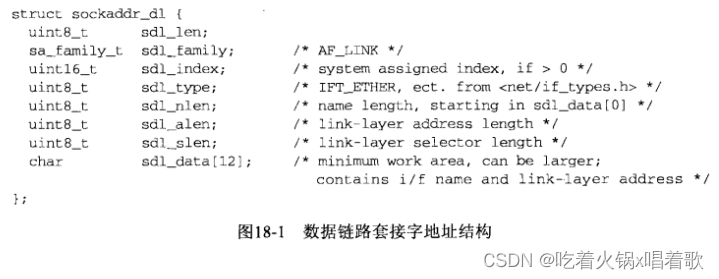 struct sockaddr_dl {
uint8_t sdl_len;
sa_family_t sdl_family; /* AF_LINK */
uint16_t sdl_index; /* system assigned index, if > 0 */
uint8_t sdl_type; /* IFT_ETHER, ect. from <net/if_types.h> */
uint8_t sdl_nlen; /* name length, starting in sdl_data[0] */
uint8_t sdl_alen; /* link-layer address length */
uint8_t sdl_slen; /* link-layer selector length */
char sdl_data[12]; /* minimum work area, can be larger;
contains i/f name and link-layer address */
};
图18-1 数据链路套接字地址结构
CSDN @吃着火锅x唱着歌